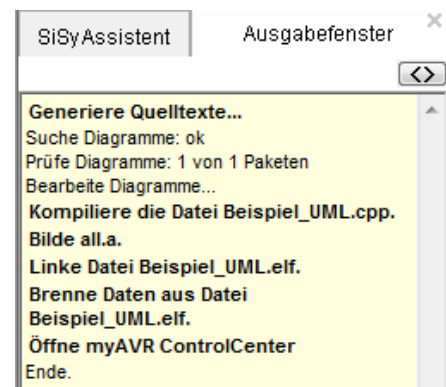 SiSyAssistent
Ausgabefenster
Generiere Quelltexte...
Suche Diagramme: ok
Prüfe Diagramme: 1 von 1 Paketen
Bearbeite Diagramme...
Kompiliere die Datei Beispiel_UML.cpp.
Bilde all.a.
Linke Datei Beispiel_UML.elf.
Brenne Daten aus Datei
Beispiel_UML.elf.
Öffne myAVR ControlCenter
Ende.